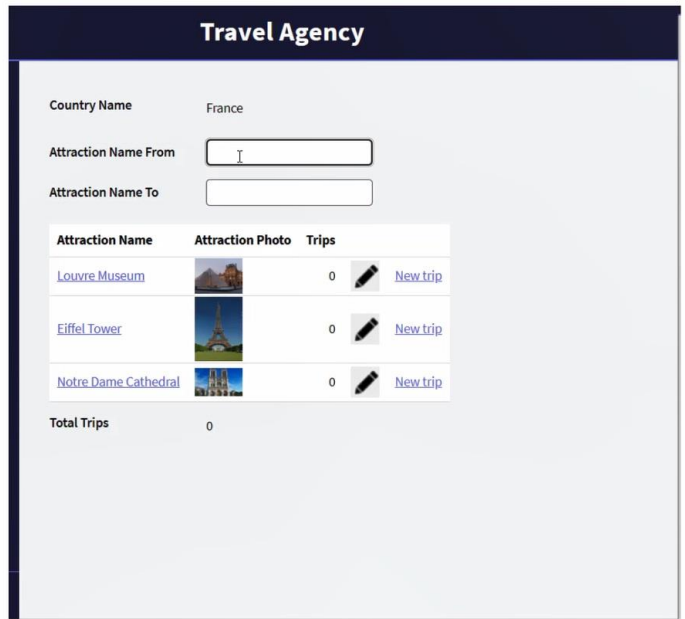 Travel Agency
Country Name France
Attraction Name From
Attraction Name To
Attraction Name Attraction Photo Trips
Louvre Museum 0 New trip
Eiffel Tower 0 New trip
Notre Dame Cathedral 0 New trip
Total Trips 0